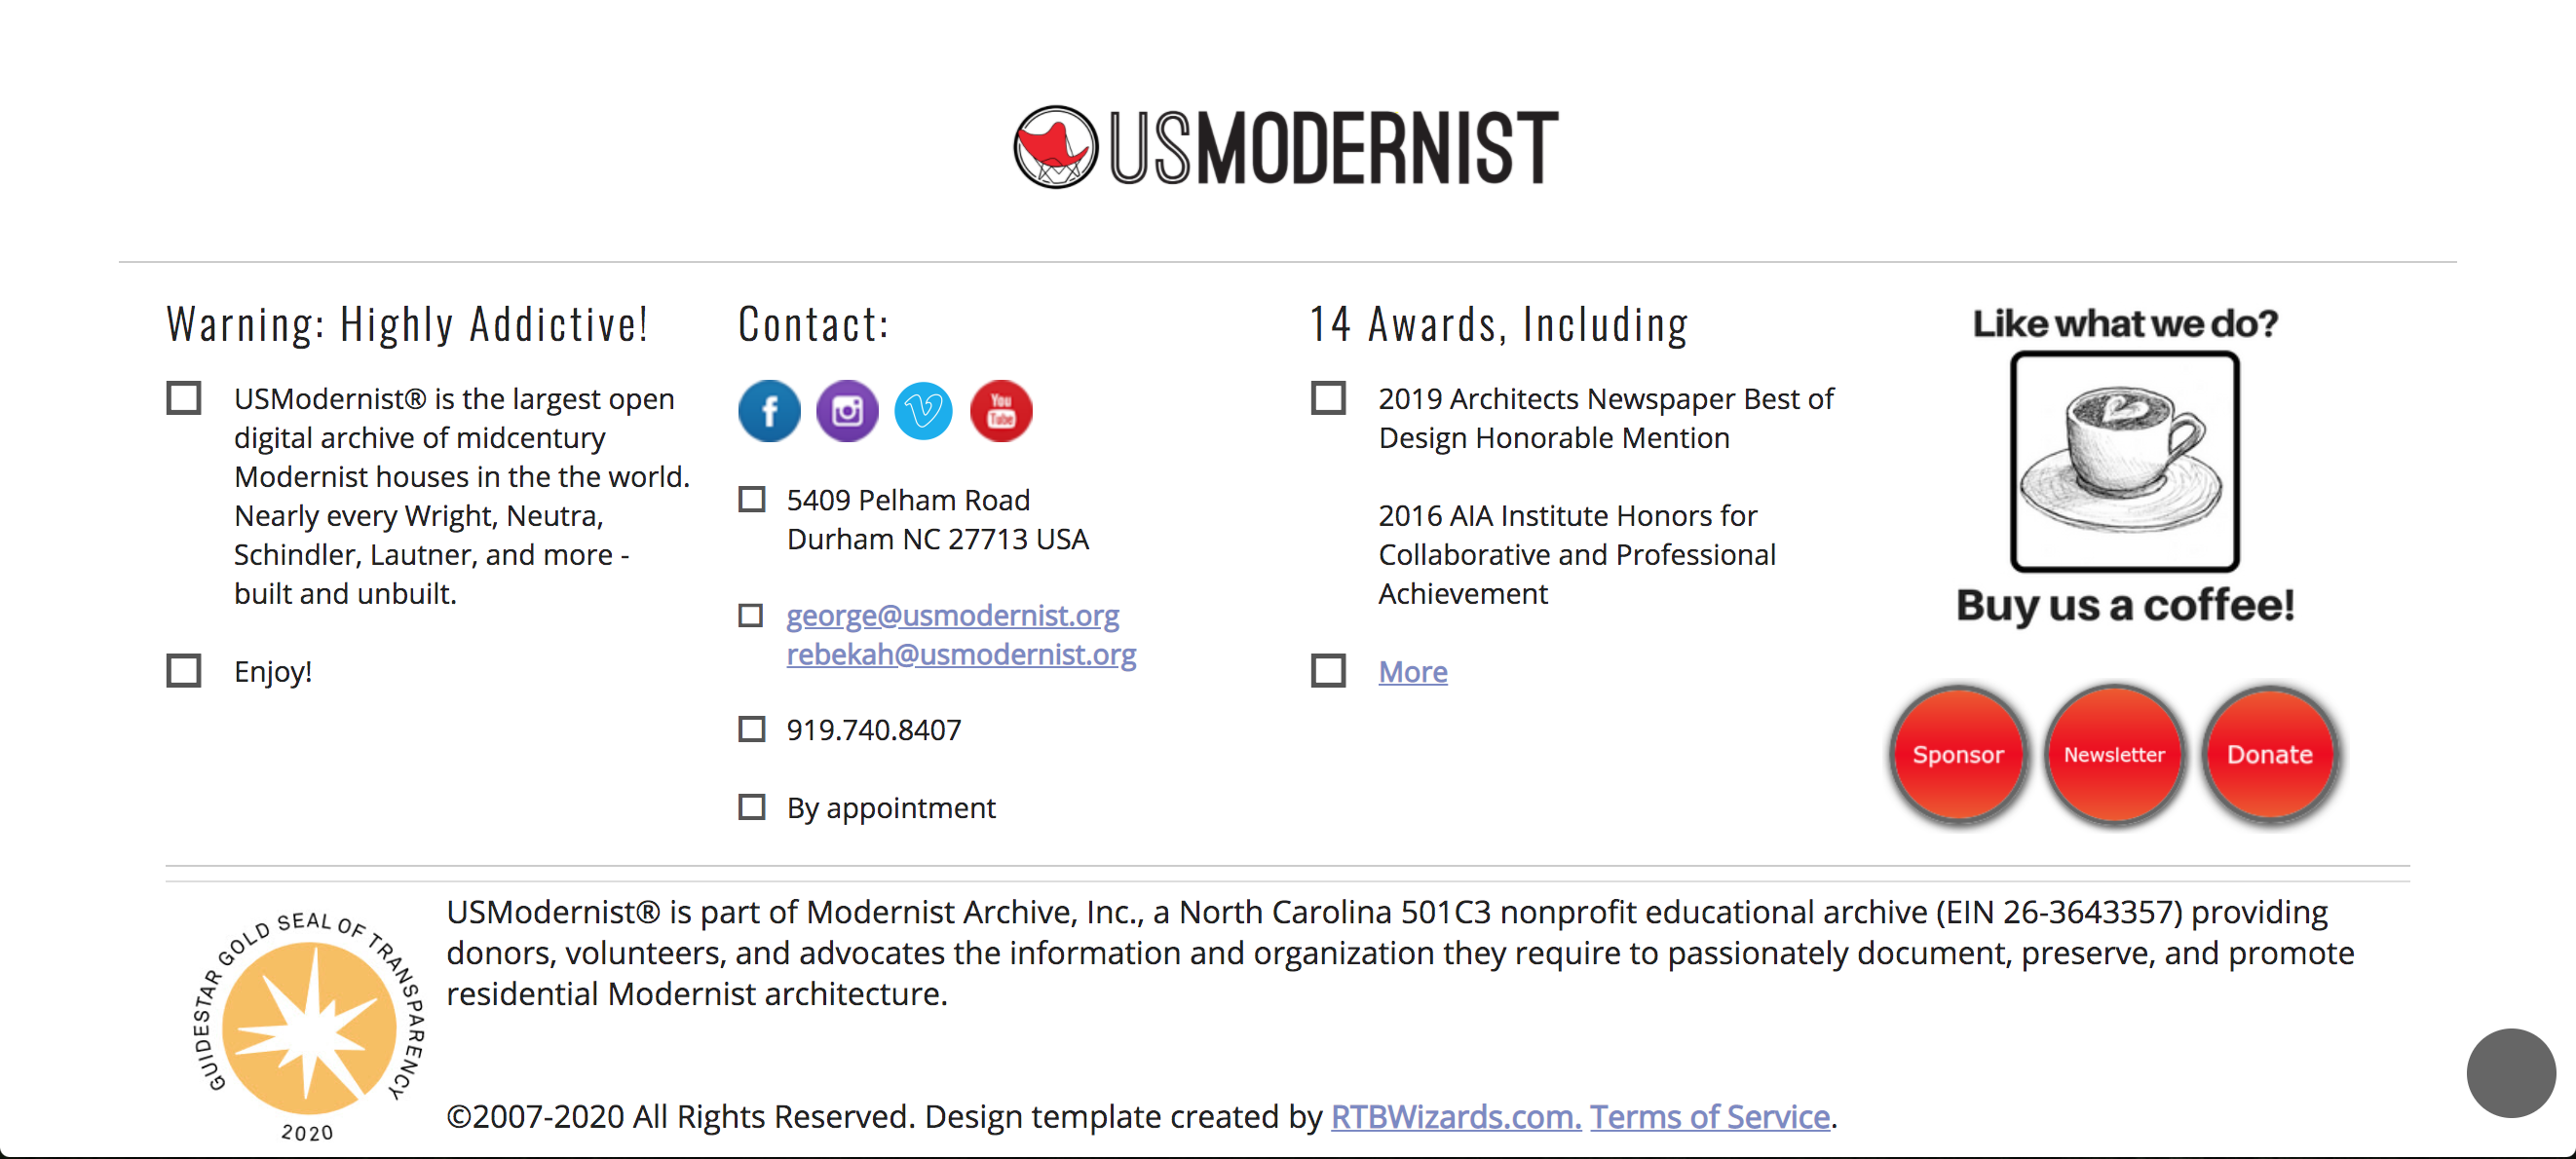 USMODERNIST
Warning: Highly Addictive!
USModernist® is the largest open
digital archive of midcentury
Modernist houses in the the world.
Nearly every Wright, Neutra,
Schindler, Lautner, and more -
built and unbuilt.
Enjoy!
Contact:
f
You
Tube
5409 Pelham Road
Durham NC 27713 USA
george@usmodernist.org
rebekah@usmodernist.org
919.740.8407
By appointment
14 Awards, Including
2019 Architects Newspaper Best of
Design Honorable Mention
2016 AIA Institute Honors for
Collaborative and Professional
Achievement
More
Like what we do?
Buy us a coffee!
Sponsor
Newsletter
Donate
GUIDESTAR GOLD SEAL OF TRANSPARENCY
2020
USModernist® is part of Modernist Archive, Inc., a North Carolina 501C3 nonprofit educational archive (EIN 26-3643357) providing
donors, volunteers, and advocates the information and organization they require to passionately document, preserve, and promote
residential Modernist architecture.
©2007-2020 All Rights Reserved. Design template created by RTBWizards.com. Terms of Service.